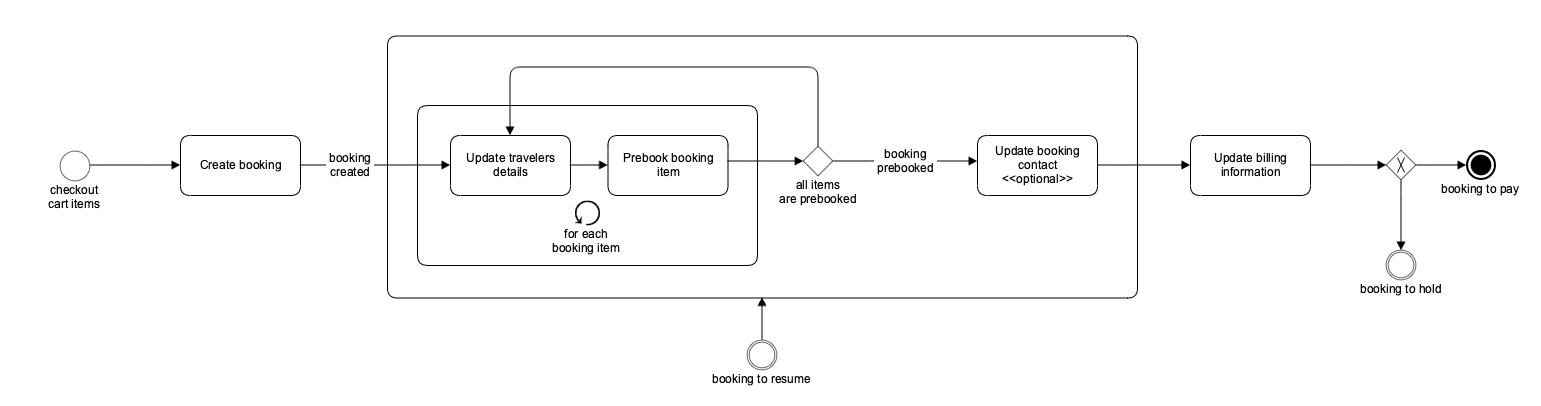 checkout
cart items
Create booking
booking
created
Update travelers
details
Prebook booking
item
for each
booking item
all items
are prebooked
booking
prebooked
Update booking
contact
<<optional>>
Update billing
information
X
booking to pay
booking to hold
booking to resume